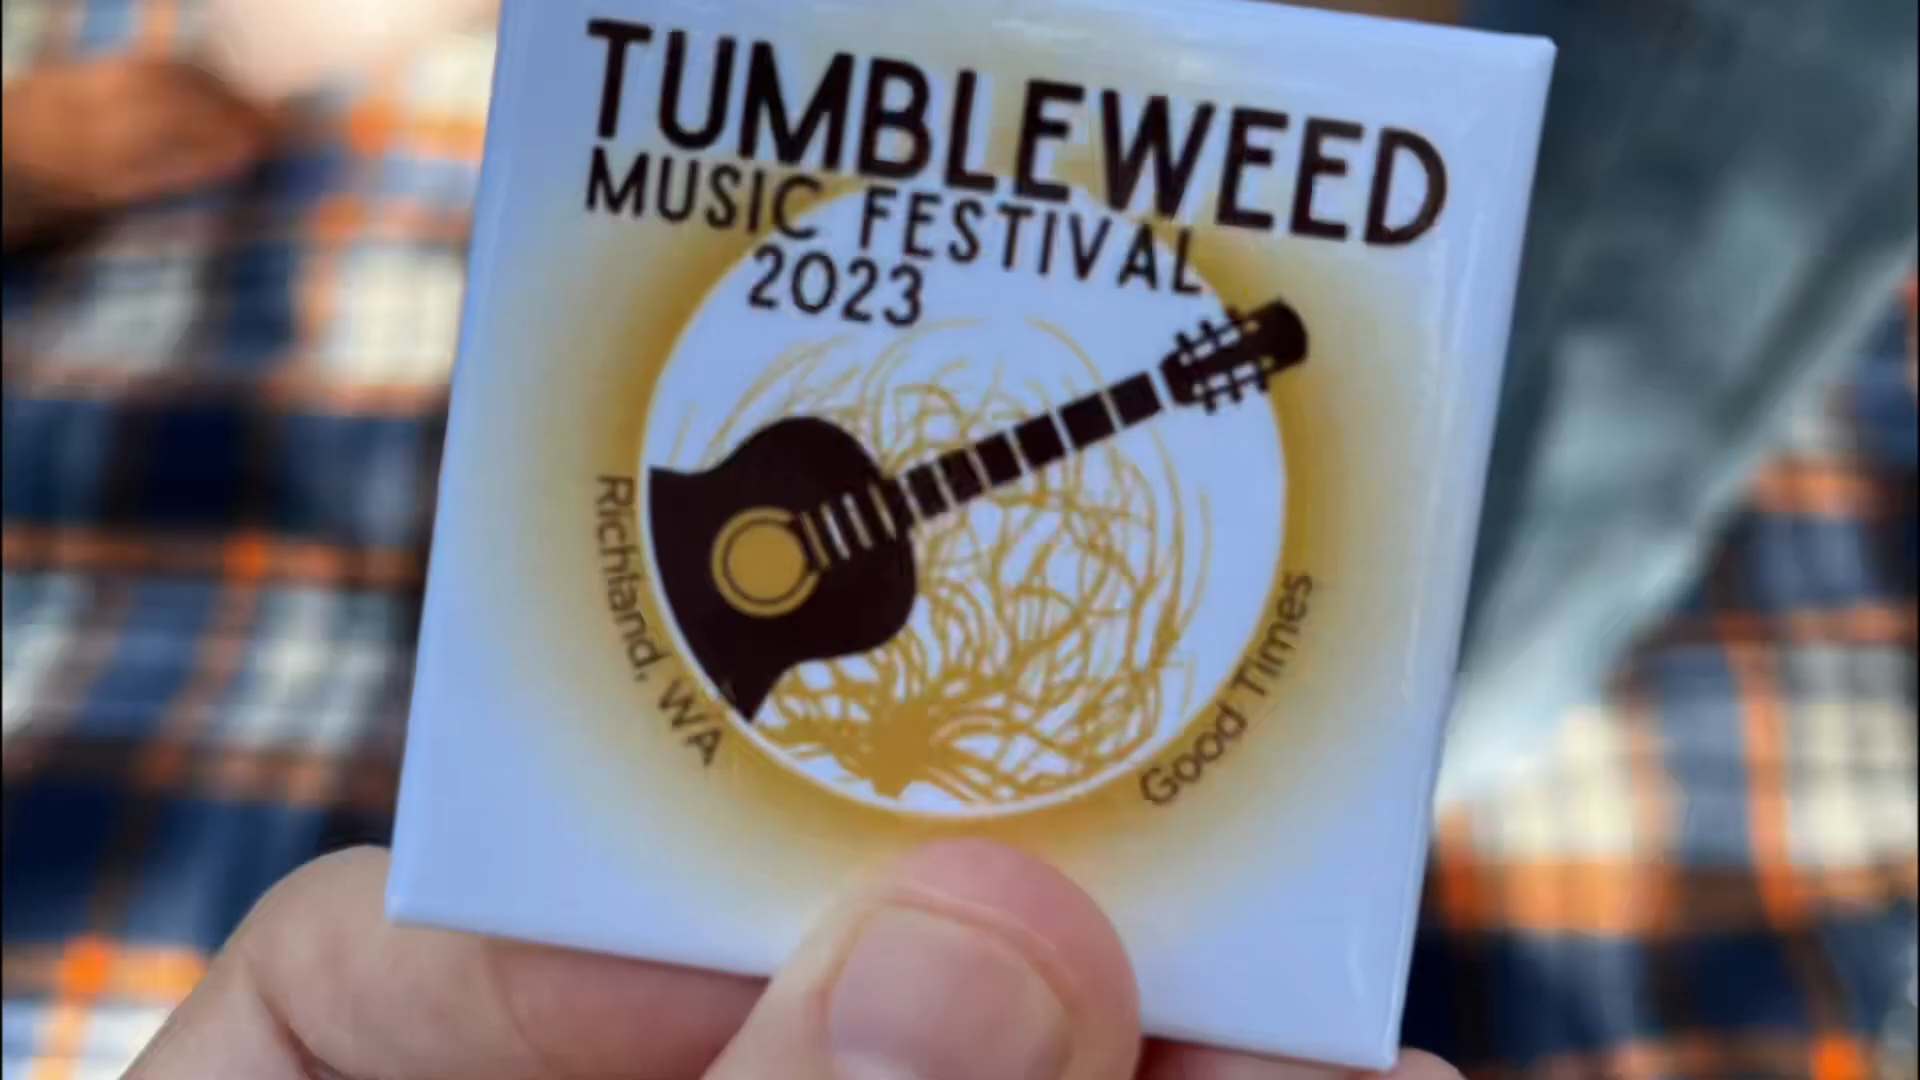 TUMBLEWEED
MUSIC FESTIVAL
2023
Richland, WA
Good Times